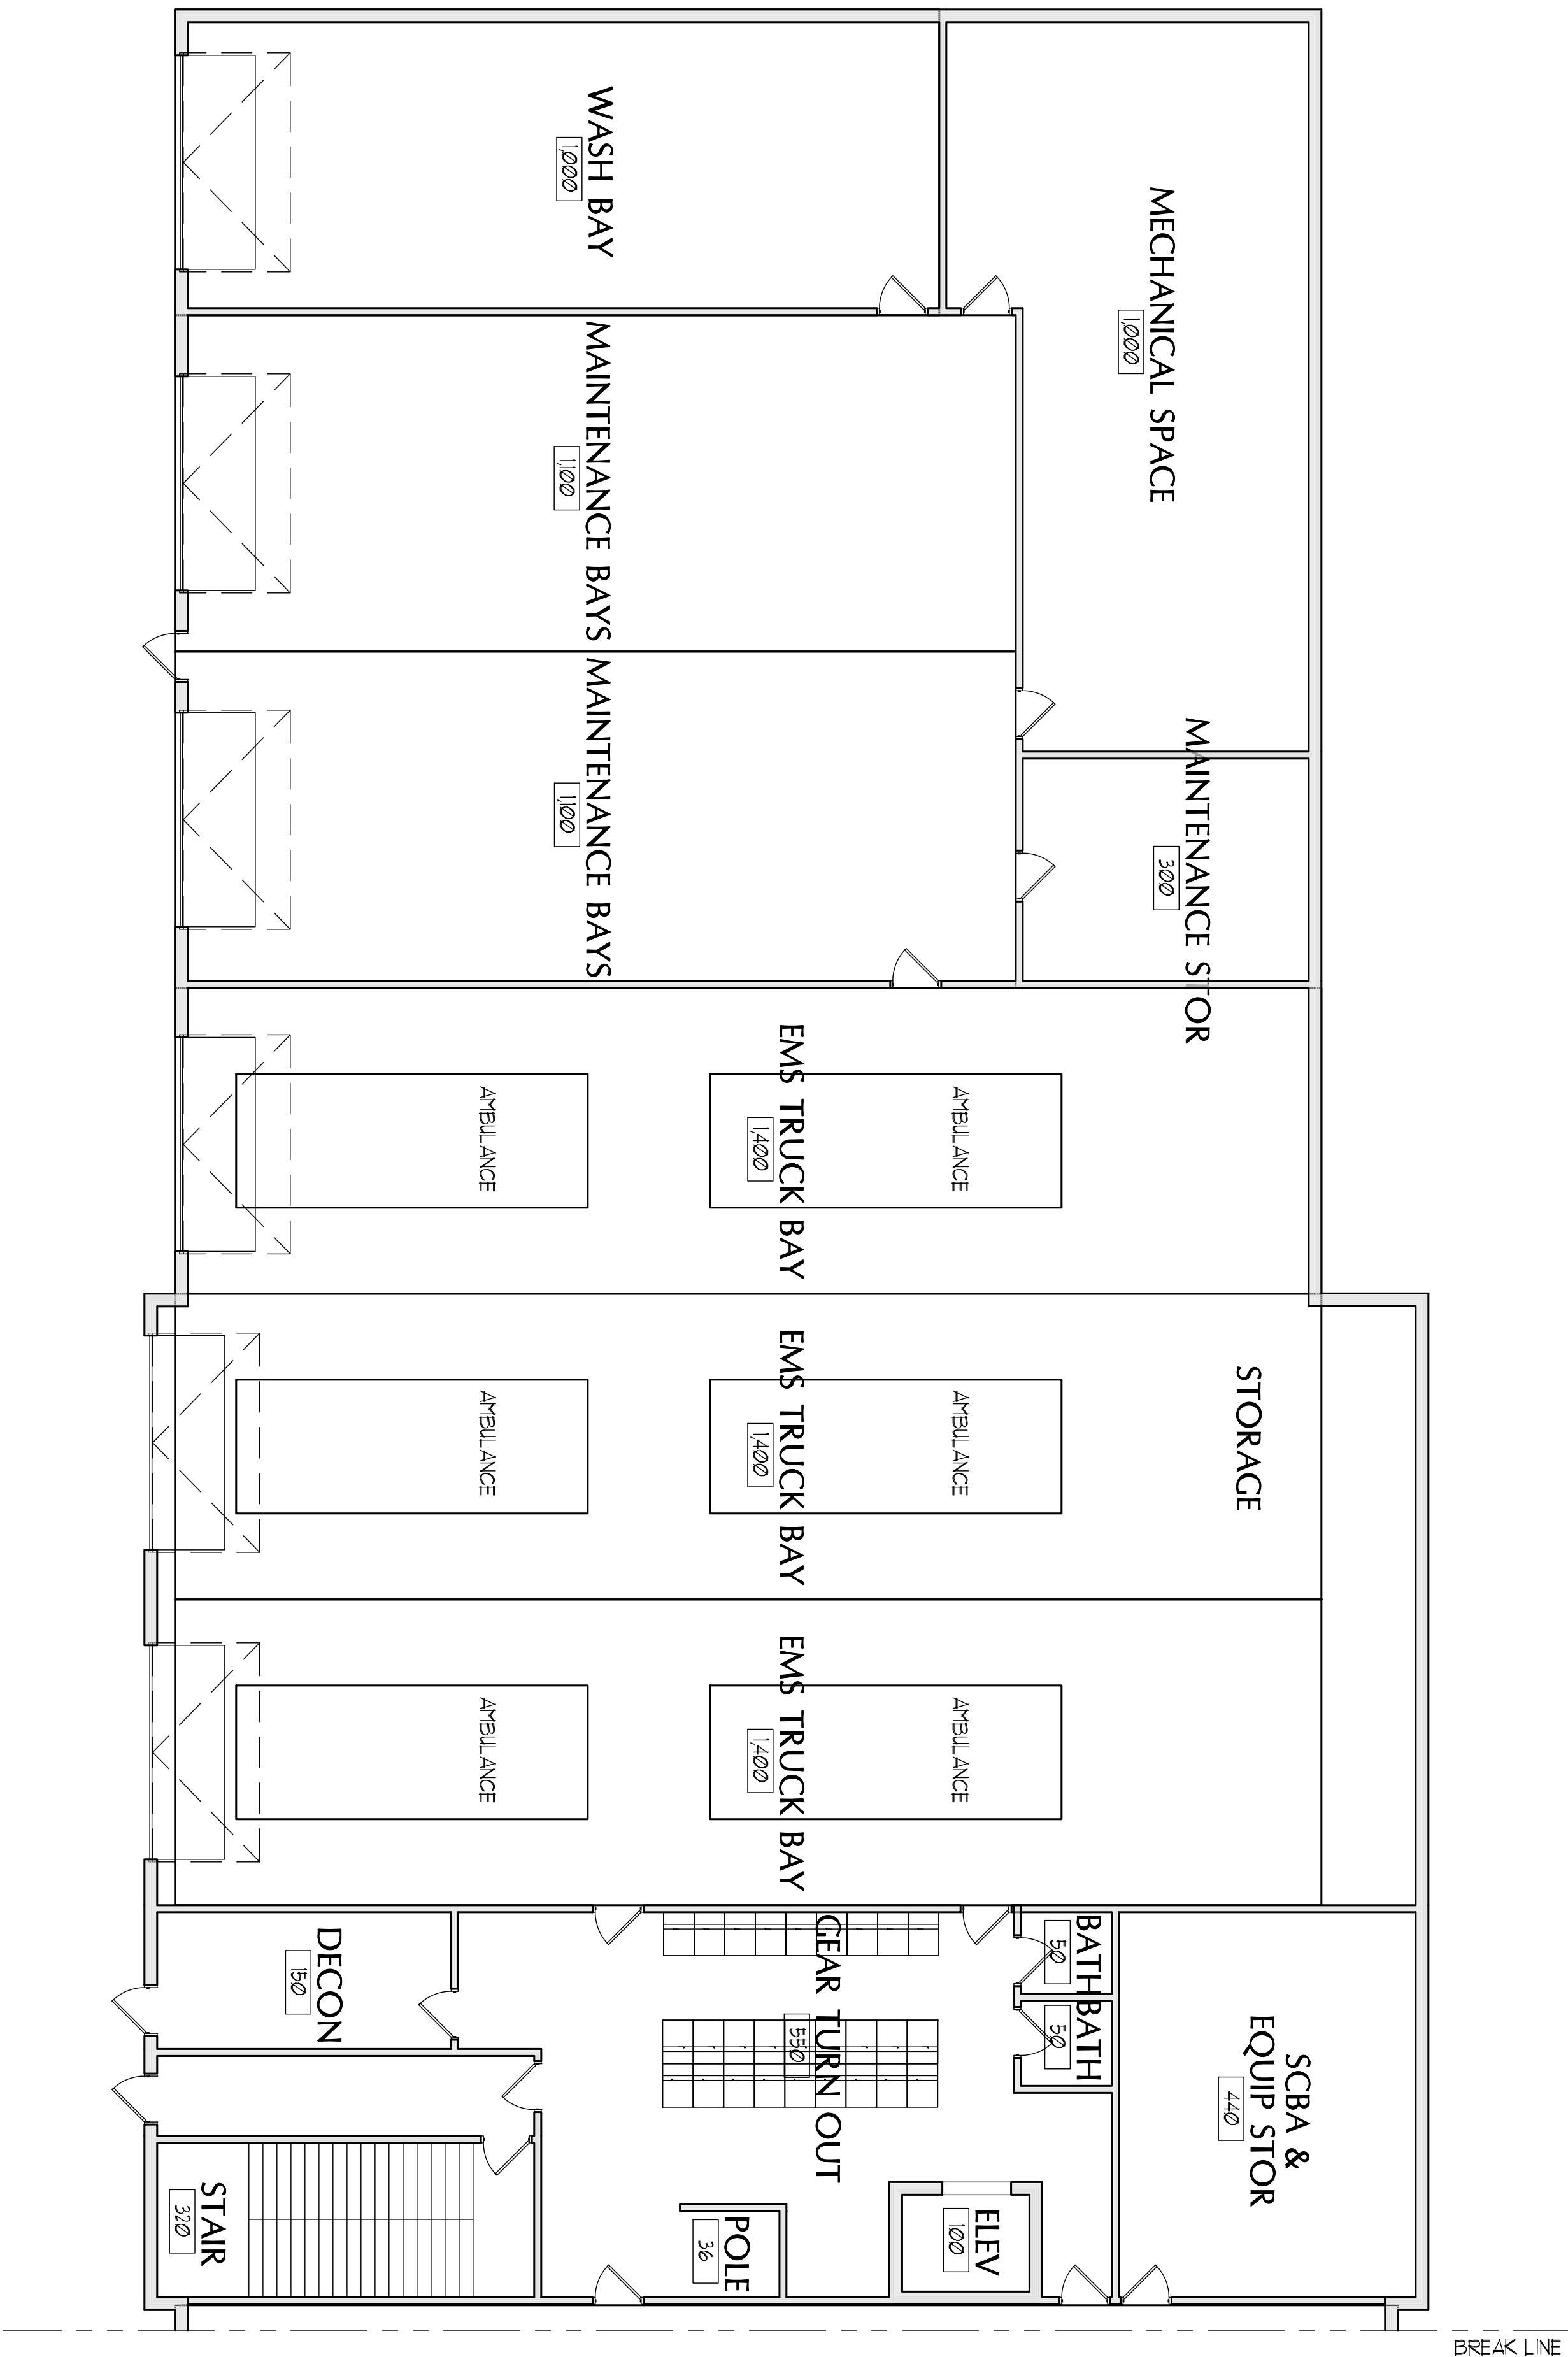 WASH BAY
1,000
MECHANICAL SPACE
1,000
MAINTENANCE BAYS
1,100
MAINTENANCE BAYS
1,100
MAINTENANCE STOR
300
EMS TRUCK BAY
1,400
AMBULANCE
AMBULANCE
EMS TRUCK BAY
1,400
AMBULANCE
AMBULANCE
STORAGE
EMS TRUCK BAY
1,400
AMBULANCE
AMBULANCE
DECON
150
GEAR TURN OUT
550
BATH
50
BATH
50
SCBA &
EQUIP STOR
440
STAIR
320
POLE
36
ELEV
100
BREAK LINE